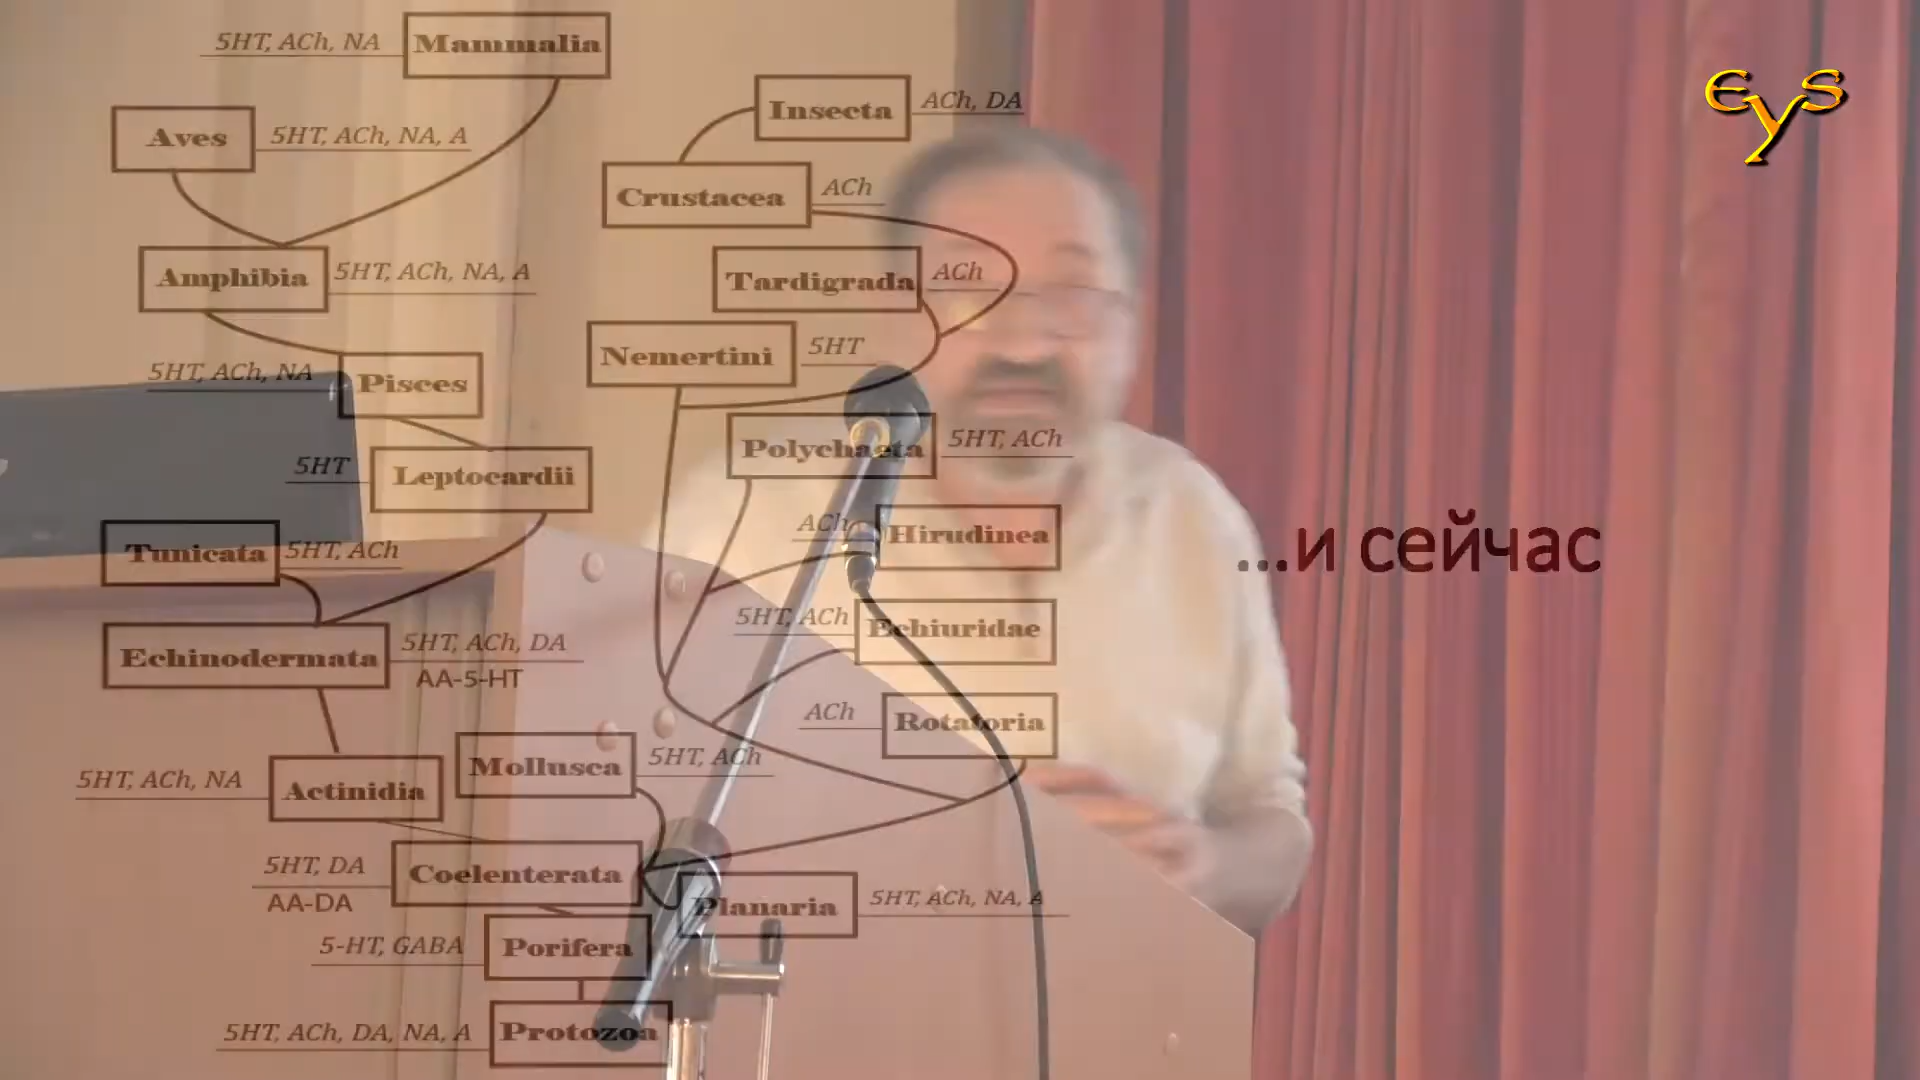 5HT, ACh, NA
Mammalia
Aves
5HT, ACh, NA, A
Insecta
ACh, DA
Crustacea
ACh
Amphibia
5HT, ACh, NA, A
Tardigrada
ACh
Nemertini
5HT
5HT, ACh, NA
Pisces
Polychaeta
5HT, ACh
5HT
Leptocardii
ACh
Hirudinea
Tunicata
5HT, ACh
5HT, ACh
Echiuridae
Echinodermata
5HT, ACh, DA
AA-5-HT
ACh
Rotatoria
5HT, ACh, NA
Actinidia
Mollusca
5HT, ACh
5HT, DA
AA-DA
Coelenterata
Planaria
5HT, ACh, NA, A
5-HT, GABA
Porifera
5HT, ACh, DA, NA, A
Protozoa
...и сейчас
EYS